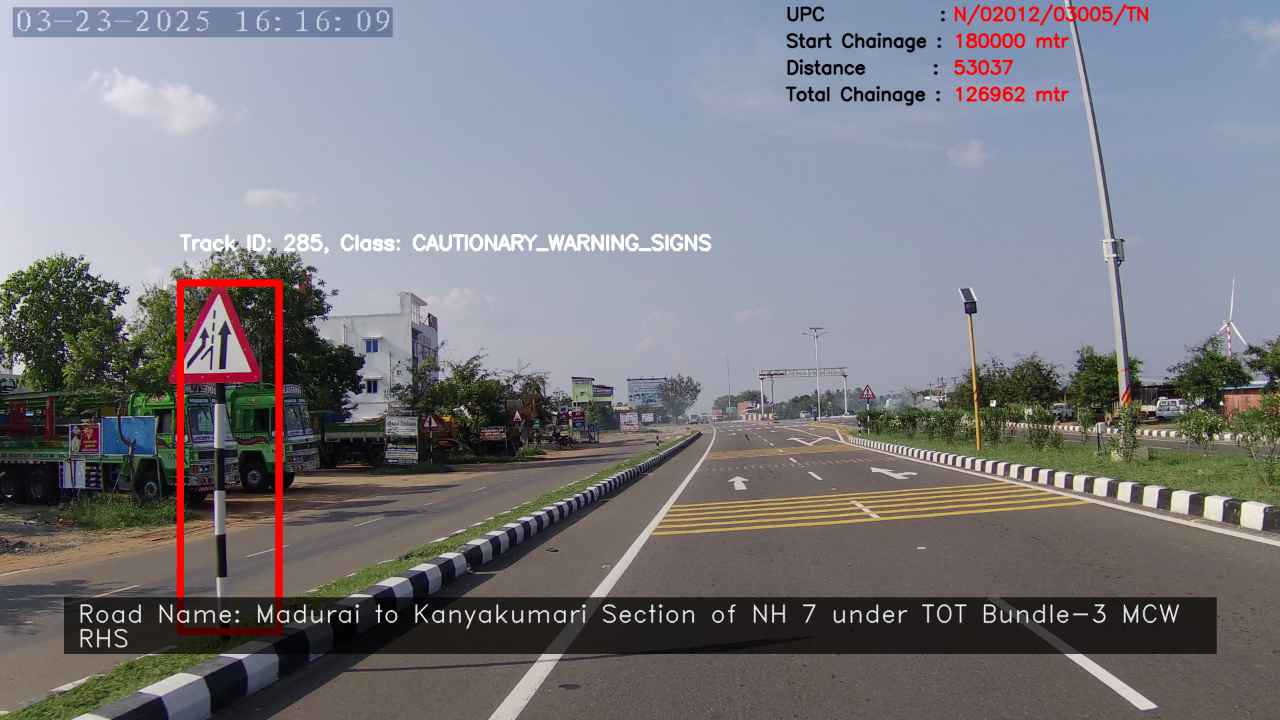 03-23-2025 16:16:09
UPC : N/02012/03005/TN
Start Chainage : 180000 mtr
Distance : 53037
Total Chainage : 126962 mtr
Track ID: 285, Class: CAUTIONARY_WARNING_SIGNS
Road Name: Madurai to Kanyakumari Section of NH 7 under TOT Bundle-3 MCW
RHS